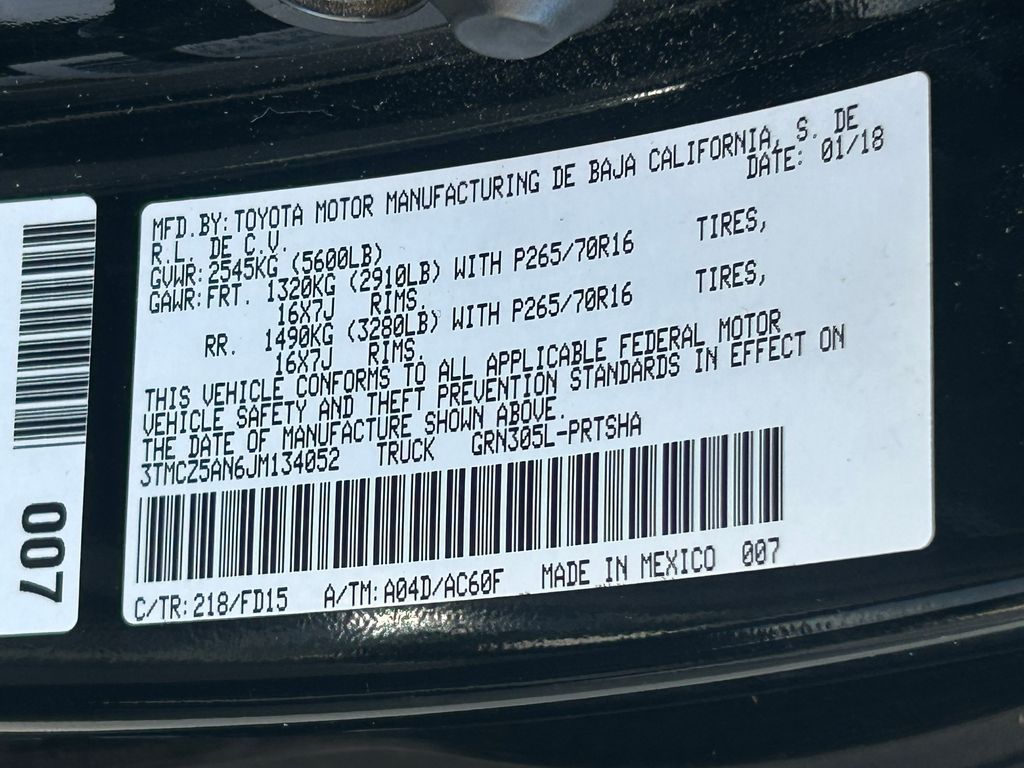 MFD.BY:TOYOTA MOTOR MANUFACTURING DE BAJA CALIFORNIA, S. DE
R.L. DE C.V. DATE: 01/18
GVWR:2545KG (5600LB)
GAWR:FRT. 1320KG (2910LB) WITH P265/70R16 TIRES,
16X7J RIMS.
RR. 1490KG (3280LB) WITH P265/70R16 TIRES,
16X7J RIMS.
THIS VEHICLE CONFORMS TO ALL APPLICABLE FEDERAL MOTOR
VEHICLE SAFETY AND THEFT PREVENTION STANDARDS IN EFFECT ON
THE DATE OF MANUFACTURE SHOWN ABOVE.
3TMCZ5AN6JM134052 TRUCK GRN305L-PRTSHA
C/TR:218/FD15 A/TM:A04D/AC60F MADE IN MEXICO 007
007